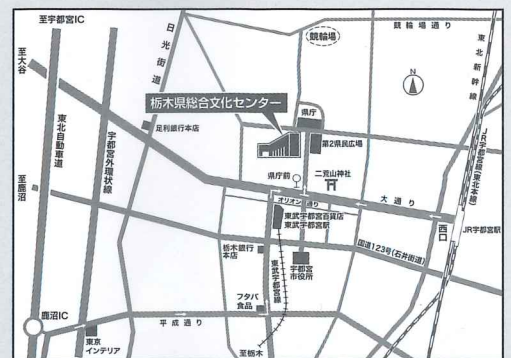 至宇都宮IC
至大谷
日光街道
競輪場
競輪場通り
東北新幹線
N
栃木県総合文化センター
県庁
足利銀行本店
第2県民広場
東北自動車道
宇都宮外環状線
JR宇都宮線(東北本線)
県庁前
二荒山神社
至鹿沼
大通り
オリオン通り
東武宇都宮百貨店
東武宇都宮駅
西口
JR宇都宮駅
国道123号(石井街道)
栃木銀行
本店
東武宇都宮線
宇都宮
市役所
フタバ
食品
鹿沼IC
平成通り
東京
インテリア
至栃木